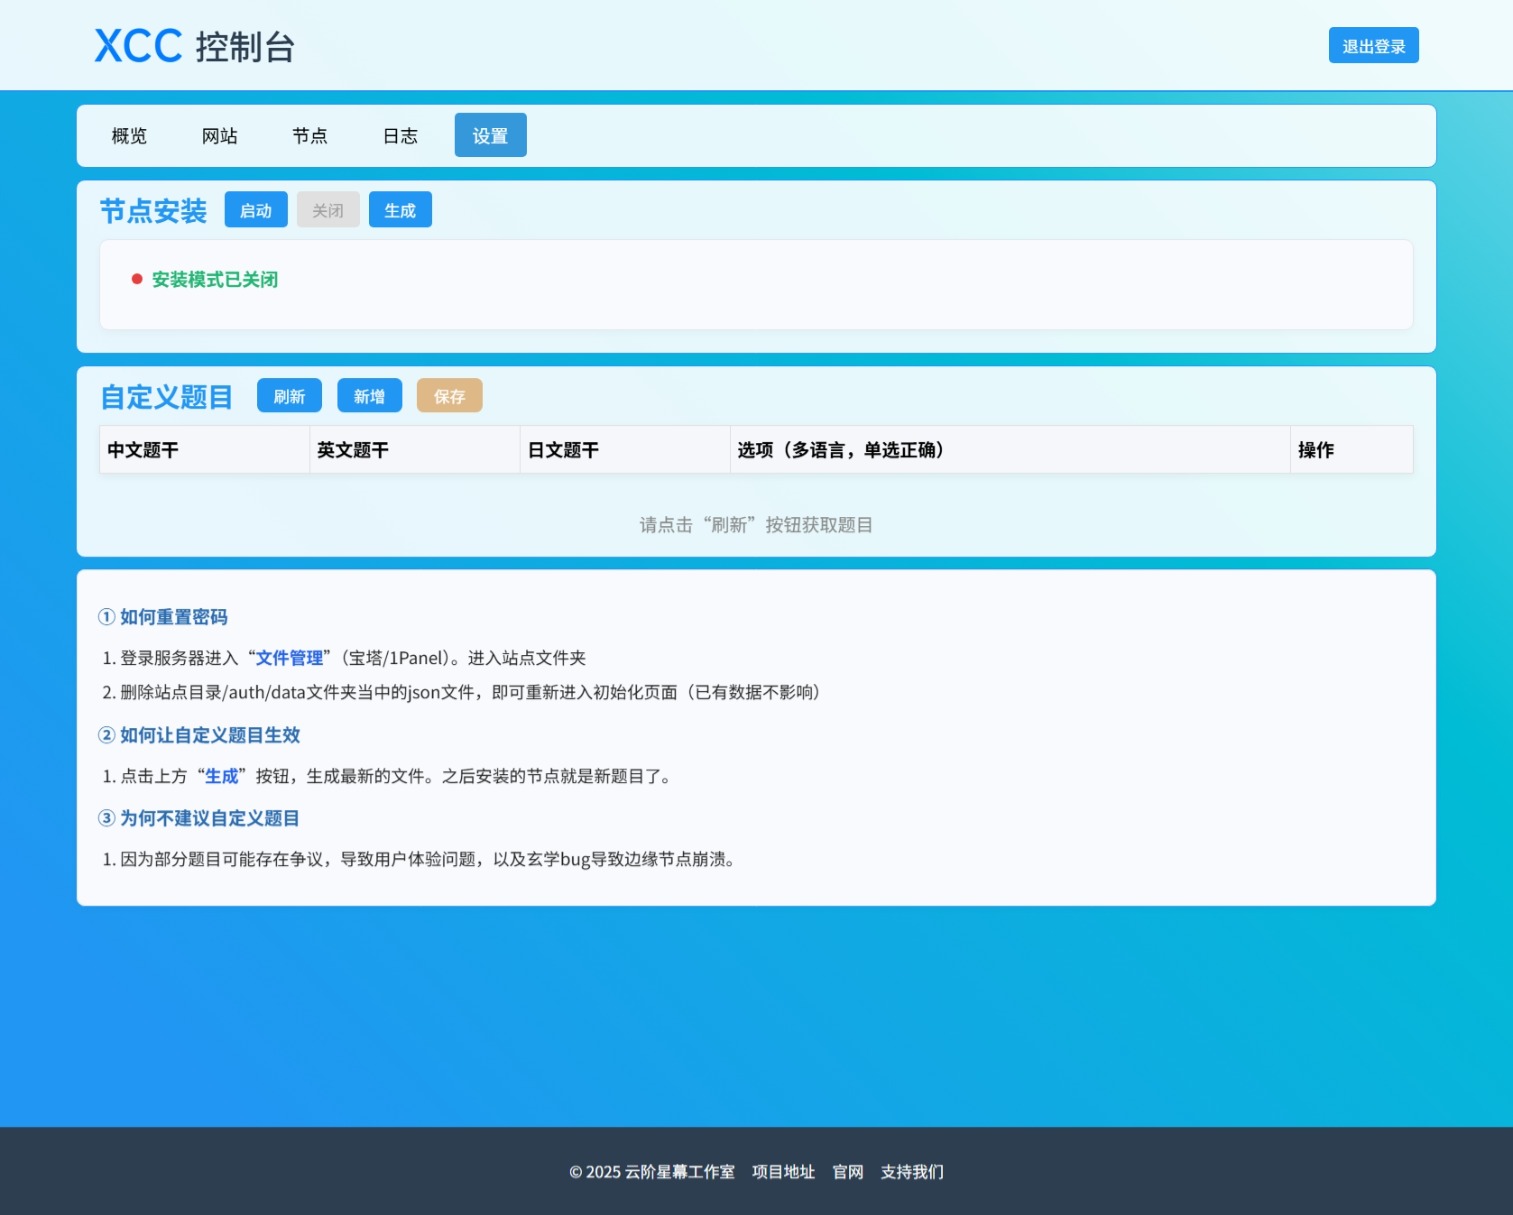 XCC 控制台
退出登录
概览 网站 节点 日志 设置
节点安装 启动 关闭 生成
安装模式已关闭
自定义题目 刷新 新增 保存
中文题干 英文题干 日文题干 选项（多语言，单选正确） 操作
请点击“刷新”按钮获取题目
① 如何重置密码
1. 登录服务器进入“文件管理”（宝塔/1Panel）。进入站点文件夹
2. 删除站点目录/auth/data文件夹当中的json文件，即可重新进入初始化页面（已有数据不影响）
② 如何让自定义题目生效
1. 点击上方“生成”按钮，生成最新的文件。之后安装的节点就是新题目了。
③ 为何不建议自定义题目
1. 因为部分题目可能存在争议，导致用户体验问题，以及玄学bug导致边缘节点崩溃。
© 2025 云阶星幕工作室 项目地址 官网 支持我们